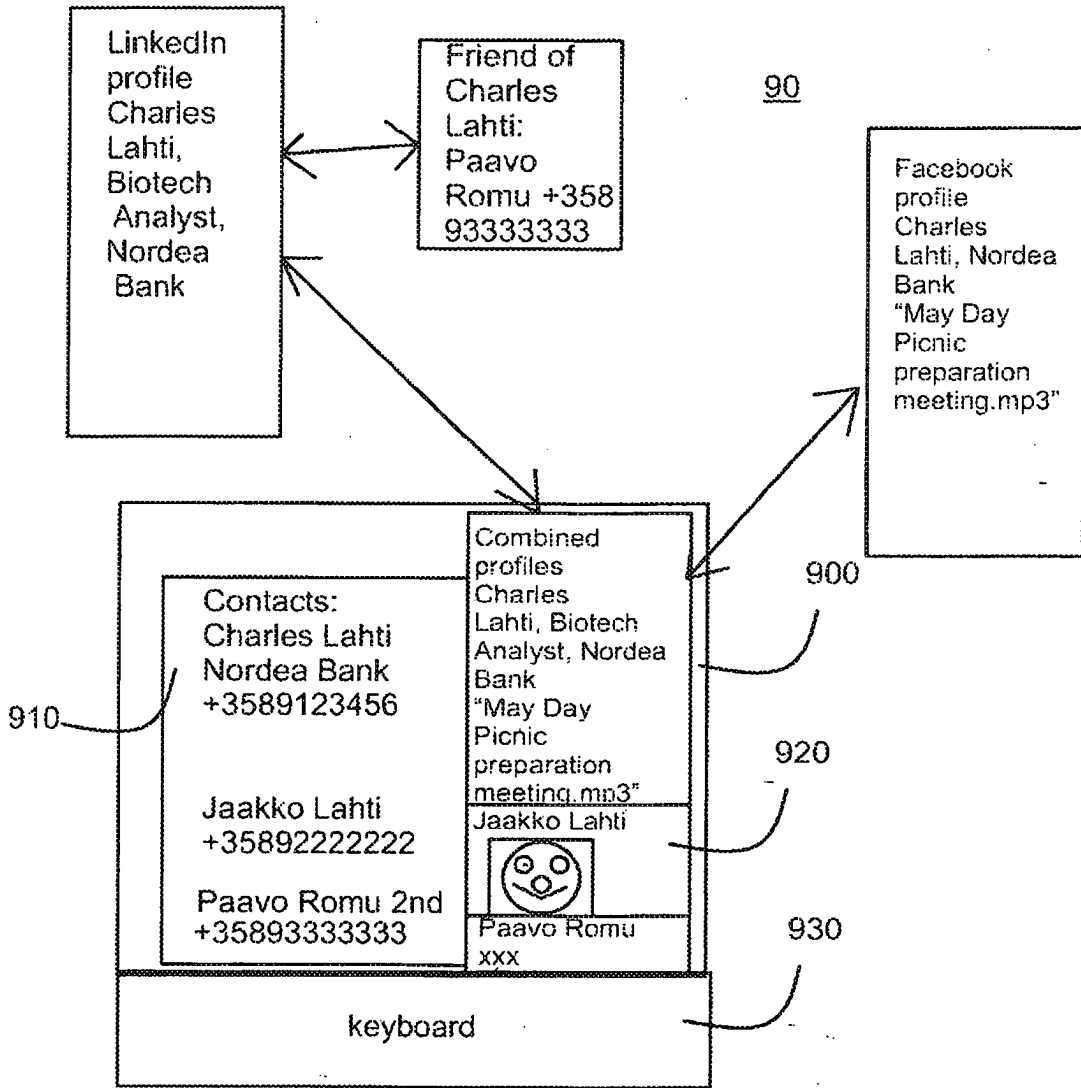 LinkedIn
profile
Charles
Lahti,
Biotech
Analyst,
Nordea
Bank
Friend of
Charles
Lahti:
Paavo
Romu +358
93333333
90
Facebook
profile
Charles
Lahti, Nordea
Bank
“May Day
Picnic
preparation
meeting.mp3”
Combined
profiles
Charles
Lahti, Biotech
Analyst, Nordea
Bank
“May Day
Picnic
preparation
meeting.mp3”
900
Contacts:
Charles Lahti
Nordea Bank
+3589123456
910
Jaakko Lahti
+35892222222
Paavo Romu 2nd
+35893333333
Jaakko Lahti
920
Paavo Romu
xxx
930
keyboard